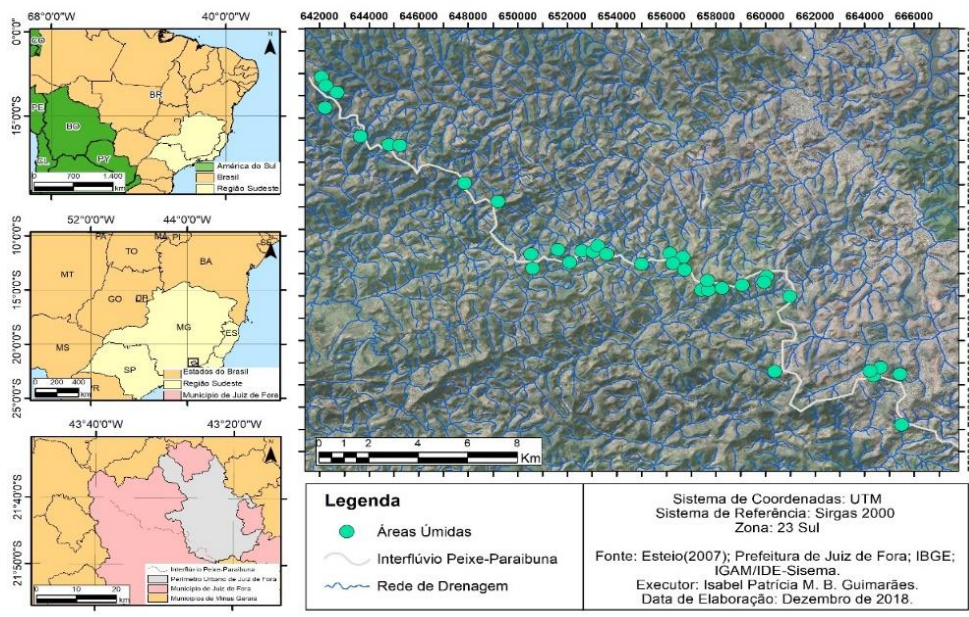 68°0'0"W 40°0'0"W
0°0'0"
15°0'0"S
N
CO
PE
BO
BR
CL
PY
América do Sul
Brasil
Região Sudeste
0 700 1.400
km
52°0'0"W 44°0'0"W
10°0'0"S
15°0'0"S
20°0'0"S
25°0'0"S
N
PA
MA
PI
SE
TO
BA
MT
GO
DF
MG
ES
MS
SP
PR
Estados do Brasil
Região Sudeste
Município de Juiz de Fora
0 200 400
km
43°40'0"W 43°20'0"W
21°40'0"S
21°50'0"S
N
Interflúvio Peixe-Paraibuna
Perímetro Urbano de Juiz de Fora
Município de Juiz de Fora
Municípios de Minas Gerais
0 10 20
km
642000 644000 646000 648000 650000 652000 654000 656000 658000 660000 662000 664000 666000
0 1 2 4 6 8
Km
Legenda
Áreas Úmidas
Interflúvio Peixe-Paraibuna
Rede de Drenagem
Sistema de Coordenadas: UTM
Sistema de Referência: Sirgas 2000
Zona: 23 Sul
Fonte: Esteio(2007); Prefeitura de Juiz de Fora; IBGE;
IGAM/IDE-Sisema.
Executor: Isabel Patrícia M. B. Guimarães.
Data de Elaboração: Dezembro de 2018.